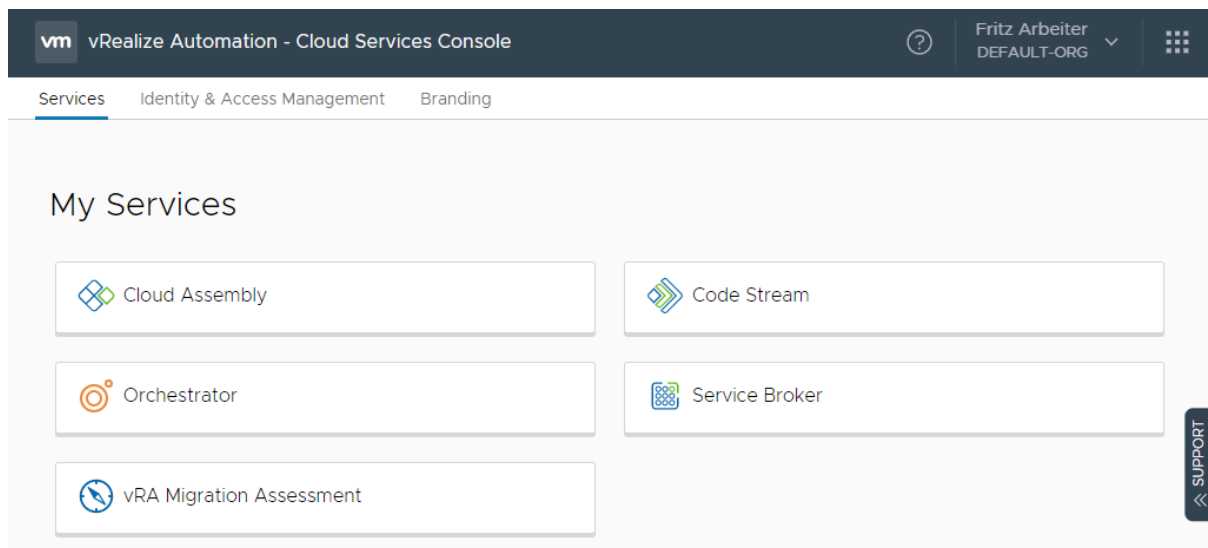 vm vRealize Automation - Cloud Services Console
Fritz Arbeiter
DEFAULT-ORG
Services Identity & Access Management Branding
My Services
Cloud Assembly
Code Stream
Orchestrator
Service Broker
vRA Migration Assessment
SUPPORT